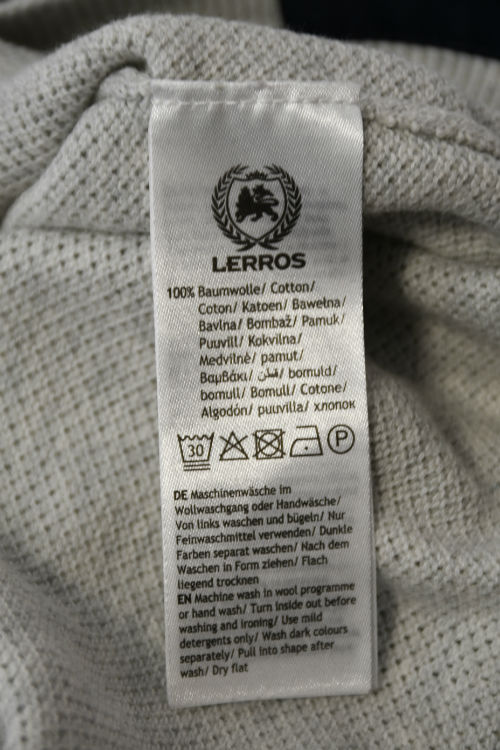 LERROS
100% Baumwolle/ Cotton/
Coton/ Katoen/ Bawełna/
Bavlna/ Bombaž/ Pamuk/
Puuvill/ Kokvilna/
Medvilnė/ pamut/
Βαμβάκι/ قطن/ bomuld/
bomull/ Bomull/ Cotone/
Algodón/ puuvilla/ хлопок
30 P
DE Maschinenwäsche im
Wollwaschgang oder Handwäsche/
Von links waschen und bügeln/ Nur
Feinwaschmittel verwenden/ Dunkle
Farben separat waschen/ Nach dem
Waschen in Form ziehen/ Flach
liegend trocknen
EN Machine wash in wool programme
or hand wash/ Turn inside out before
washing and ironing/ Use mild
detergents only/ Wash dark colours
separately/ Pull into shape after
wash/ Dry flat